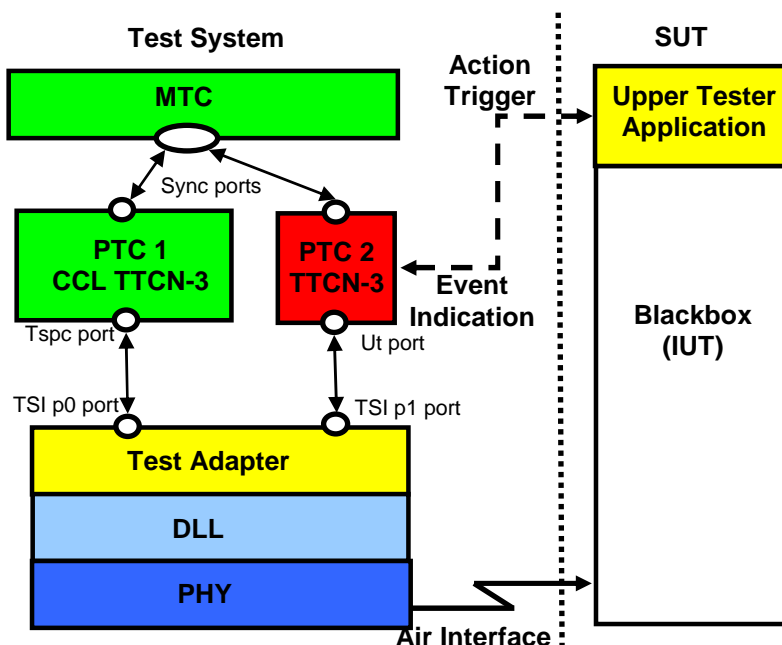 Test System
SUT
MTC
Action
Trigger
Upper Tester
Application
Sync ports
PTC 1
CCL TTCN-3
PTC 2
TTCN-3
Event
Indication
Blackbox
(IUT)
Tspc port
Ut port
TSI p0 port
TSI p1 port
Test Adapter
DLL
PHY
Air Interface